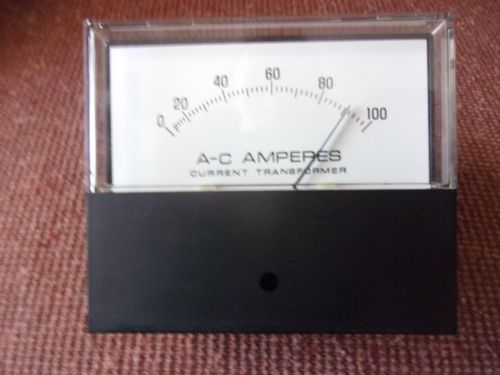 0 20 40 60 80 100
A-C AMPERES
CURRENT TRANSFORMER